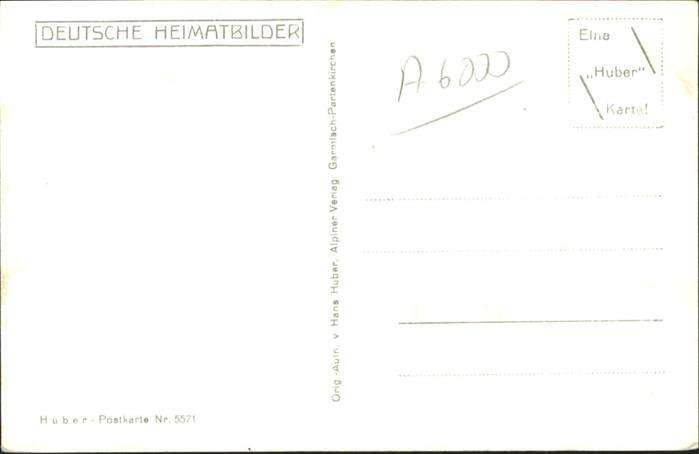 DEUTSCHE HEIMATBILDER
Huber-Postkarte Nr. 5571
Orig.-Aufn. v Hans Huber, Alpiner Verlag Garmisch-Partenkirchen
A 6000
Eine
„Huber"
Karte!